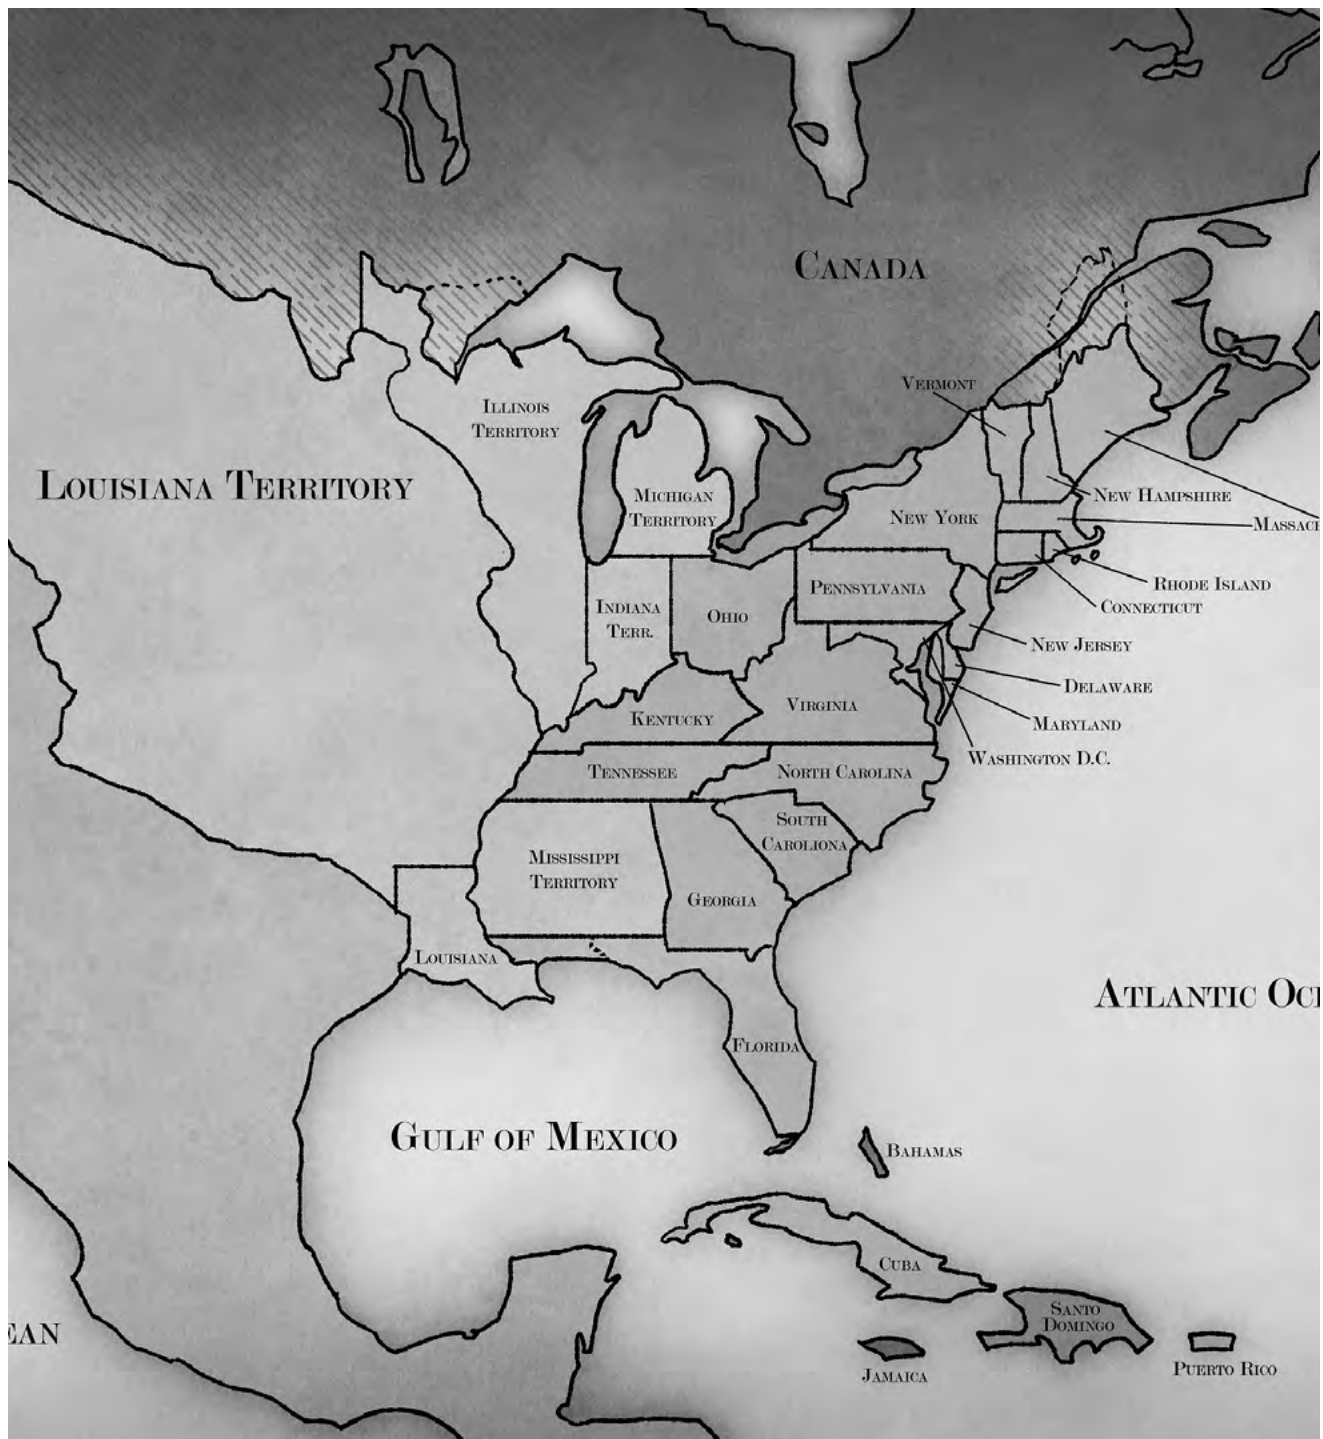 CANADA
VERMONT
ILLINOIS
TERRITORY
LOUISIANA TERRITORY
MICHIGAN
TERRITORY
NEW YORK
NEW HAMPSHIRE
MASSAC
PENNSYLVANIA
RHODE ISLAND
CONNECTICUT
INDIANA
TERR.
OHIO
NEW JERSEY
DELAWARE
VIRGINIA
KENTUCKY
MARYLAND
WASHINGTON D.C.
TENNESSEE
NORTH CAROLINA
SOUTH
CAROLIONA
MISSISSIPPI
TERRITORY
GEORGIA
LOUISIANA
ATLANTIC OCE
FLORIDA
GULF OF MEXICO
BAHAMAS
CUBA
SANTO
DOMINGO
EAN
JAMAICA
PUERTO RICO